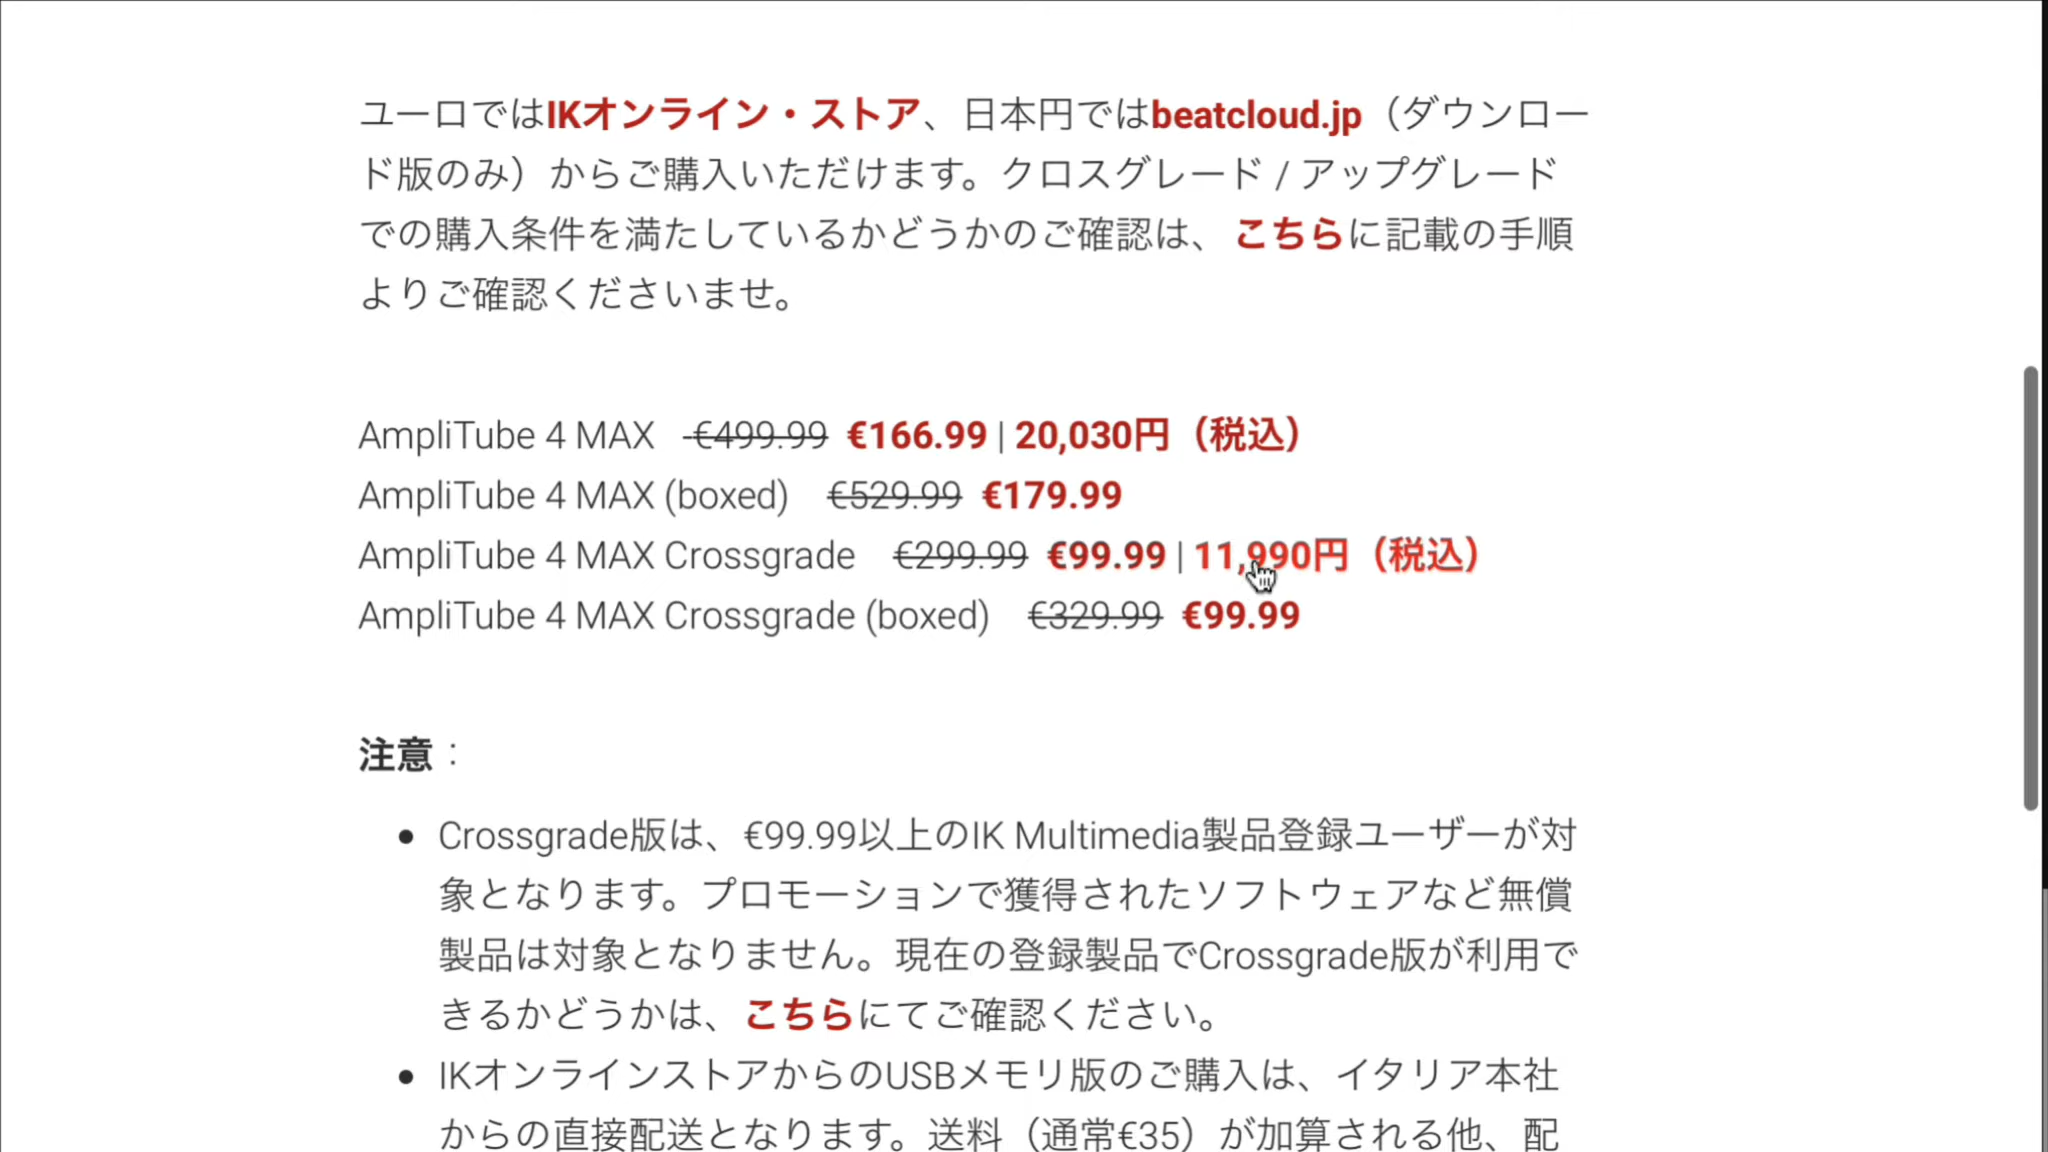 ユーロではIKオンライン・ストア、日本円ではbeatcloud.jp（ダウンロー
ド版のみ）からご購入いただけます。クロスグレード / アップグレード
での購入条件を満たしているかどうかのご確認は、 こちらに記載の手順
よりご確認くださいませ。
AmpliTube 4 MAX -€499.99 €166.99 | 20,030円（税込）
AmpliTube 4 MAX (boxed) €529.99 €179.99
AmpliTube 4 MAX Crossgrade €299.99 €99.99 | 11,990円（税込）
AmpliTube 4 MAX Crossgrade (boxed) €329.99 €99.99
注意：
• Crossgrade版は、€99.99以上のIK Multimedia製品登録ユーザーが対
象となります。プロモーションで獲得されたソフトウェアなど無償
製品は対象となりません。現在の登録製品でCrossgrade版が利用で
きるかどうかは、こちらにてご確認ください。
• IKオンラインストアからのUSBメモリ版のご購入は、イタリア本社
からの直接配送となります。送料（通常€35）が加算される他、配